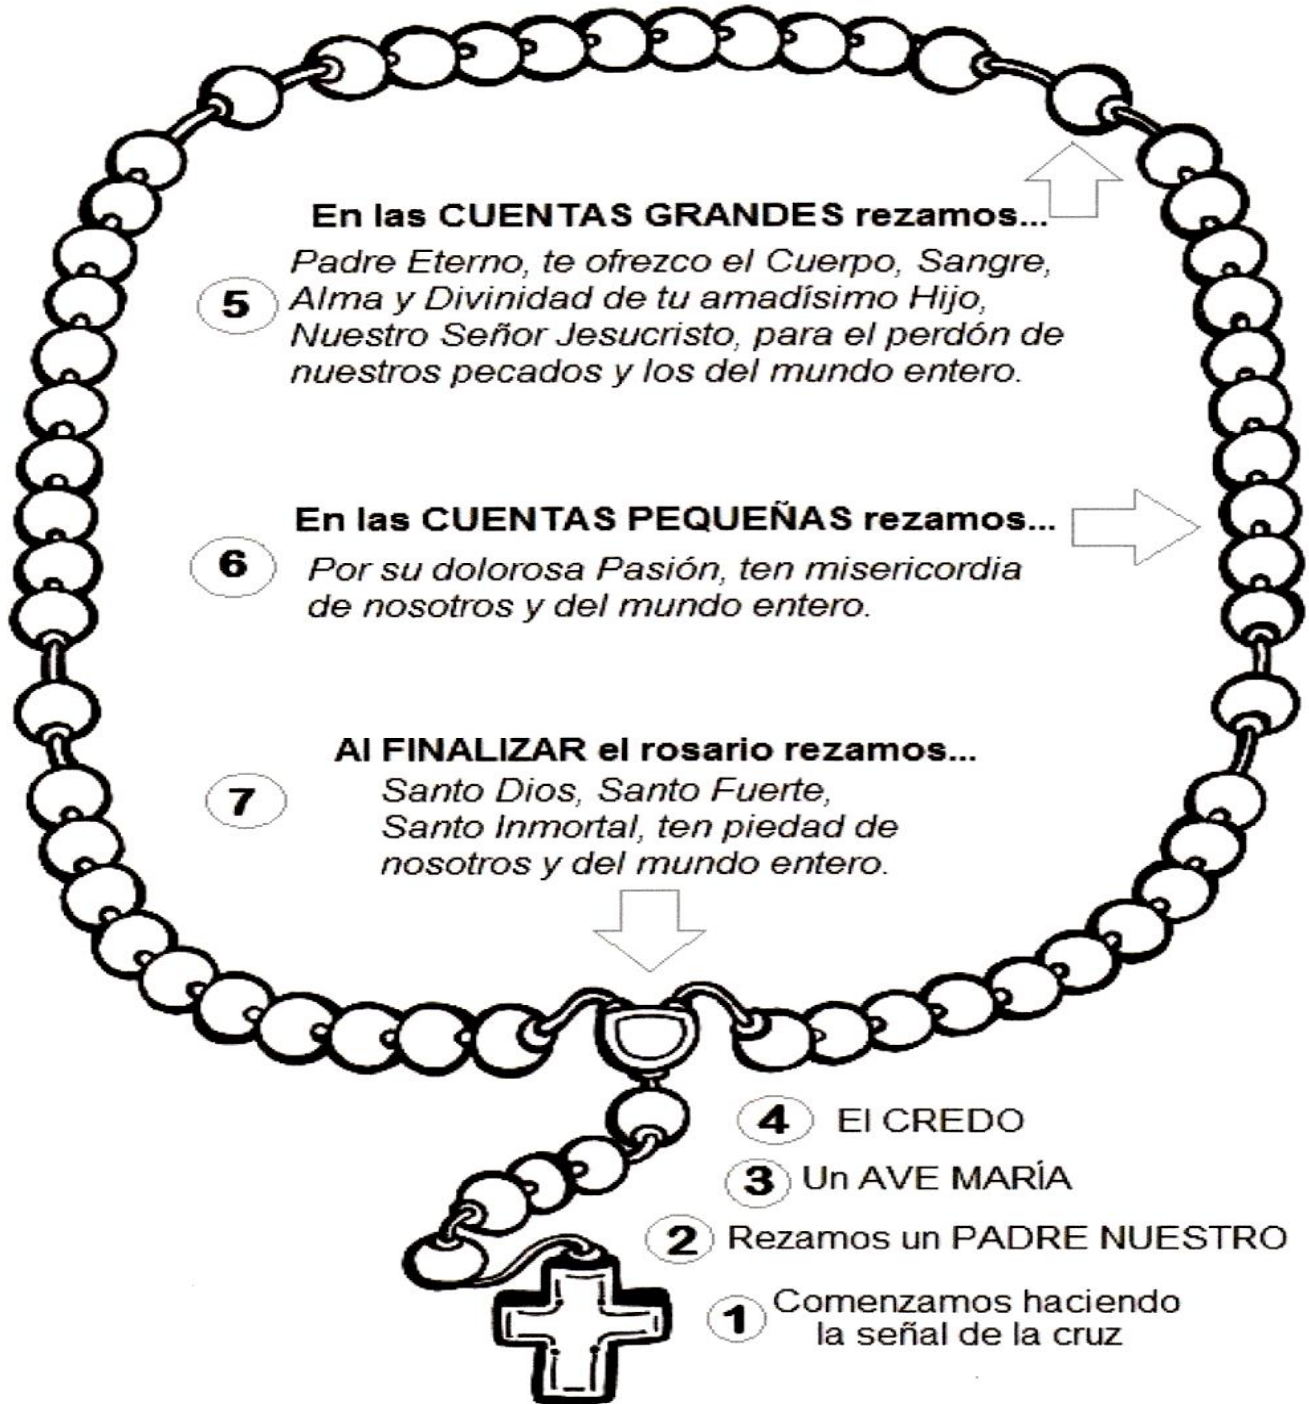 En las CUENTAS GRANDES rezamos...
5
Padre Eterno, te ofrezco el Cuerpo, Sangre,
Alma y Divinidad de tu amadísimo Hijo,
Nuestro Señor Jesucristo, para el perdón de
nuestros pecados y los del mundo entero.
En las CUENTAS PEQUEÑAS rezamos...
6
Por su dolorosa Pasión, ten misericordia
de nosotros y del mundo entero.
Al FINALIZAR el rosario rezamos...
7
Santo Dios, Santo Fuerte,
Santo Inmortal, ten piedad de
nosotros y del mundo entero.
4 El CREDO
3 Un AVE MARÍA
2 Rezamos un PADRE NUESTRO
1 Comenzamos haciendo
la señal de la cruz